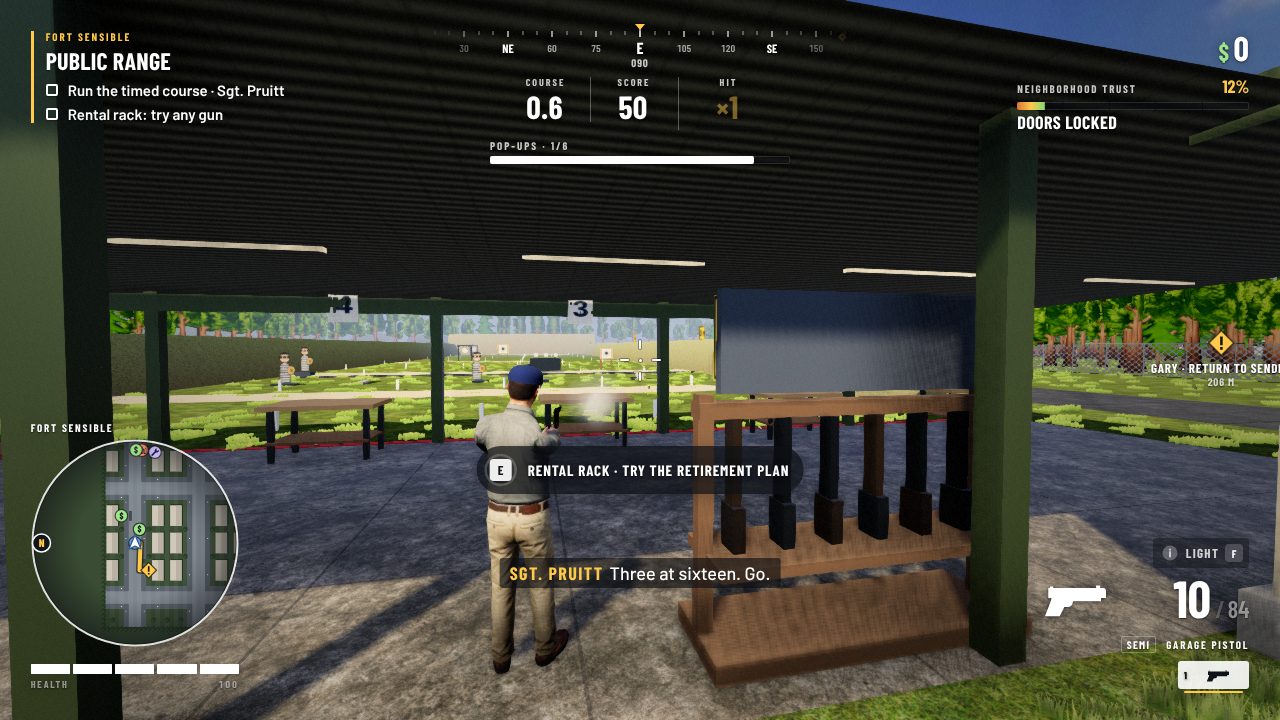 FORT SENSIBLE
PUBLIC RANGE
Run the timed course · Sgt. Pruitt
Rental rack: try any gun
30 NE 60 75 E 105 120 SE 150
090
COURSE SCORE HIT
0.6 50 ×1
POP-UPS · 1/6
$0
NEIGHBORHOOD TRUST 12%
DOORS LOCKED
3
GARY · RETURN TO SEND
206 M
FORT SENSIBLE
N
E RENTAL RACK · TRY THE RETIREMENT PLAN
SGT. PRUITT Three at sixteen. Go.
i LIGHT F
10 / 84
SEMI GARAGE PISTOL
1
HEALTH 100